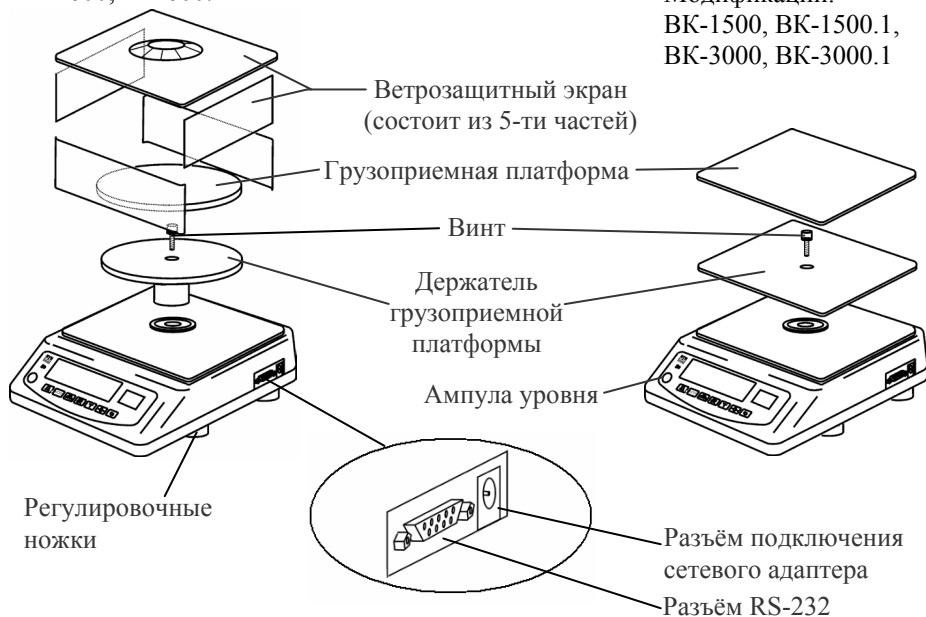 Модификации:
ВК-1500, ВК-1500.1,
ВК-3000, ВК-3000.1
Ветрозащитный экран
(состоит из 5-ти частей)
Грузоприемная платформа
Винт
Держатель
грузоприемной
платформы
Ампула уровня
Регулировочные
ножки
Разъём подключения
сетевого адаптера
Разъём RS-232